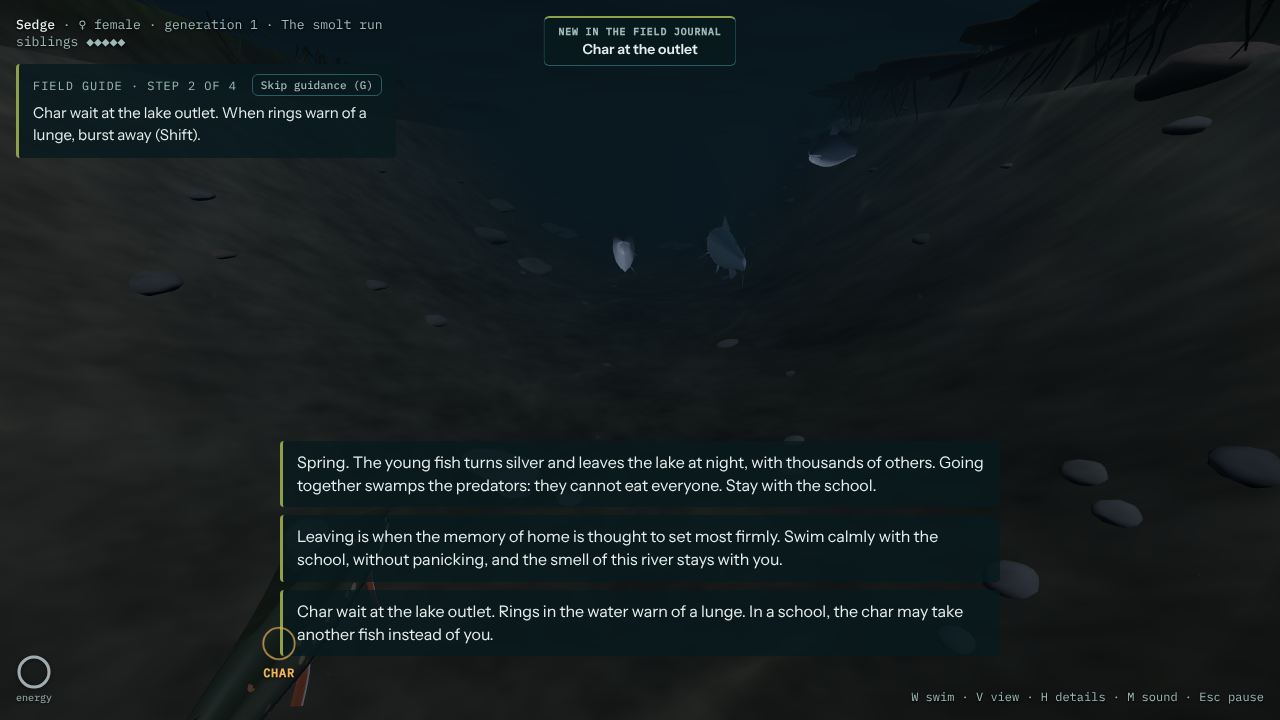 Sedge · ♀ female · generation 1 · The smolt run
siblings ◆◆◆◆◆
NEW IN THE FIELD JOURNAL
Char at the outlet
FIELD GUIDE · STEP 2 OF 4
Skip guidance (G)
Char wait at the lake outlet. When rings warn of a
lunge, burst away (Shift).
Spring. The young fish turns silver and leaves the lake at night, with thousands of others. Going
together swamps the predators: they cannot eat everyone. Stay with the school.
Leaving is when the memory of home is thought to set most firmly. Swim calmly with the
school, without panicking, and the smell of this river stays with you.
Char wait at the lake outlet. Rings in the water warn of a lunge. In a school, the char may take
another fish instead of you.
CHAR
energy
W swim · V view · H details · M sound · Esc pause